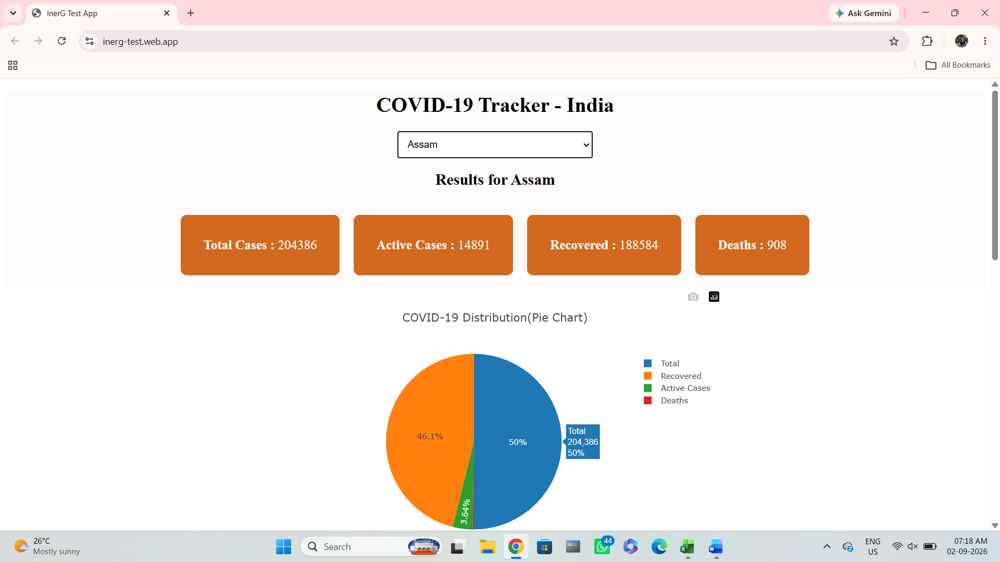 InerG Test App
Ask Gemini
inerg-test.web.app
All Bookmarks
COVID-19 Tracker - India
Assam
Results for Assam
Total Cases : 204386
Active Cases : 14891
Recovered : 188584
Deaths : 908
COVID-19 Distribution(Pie Chart)
Total
Recovered
Active Cases
Deaths
46.1%
50%
3.64%
Total
204,386
50%
26°C
Mostly sunny
Search
SQL>
44
X
W
ENG
US
07:18 AM
02-09-2026